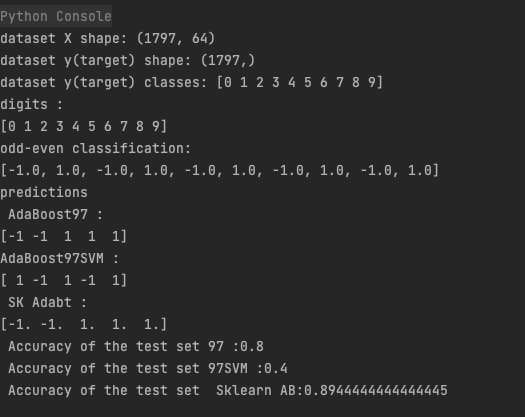 Python Console
dataset X shape: (1797, 64)
dataset y(target) shape: (1797,)
dataset y(target) classes: [0 1 2 3 4 5 6 7 8 9]
digits :
[0 1 2 3 4 5 6 7 8 9]
odd-even classification:
[-1.0, 1.0, -1.0, 1.0, -1.0, 1.0, -1.0, 1.0, -1.0, 1.0]
predictions
 AdaBoost97 :
[-1 -1  1  1  1]
AdaBoost97SVM :
[ 1 -1  1 -1  1]
 SK Adabt :
[-1. -1.  1.  1.  1.]
 Accuracy of the test set 97 :0.8
 Accuracy of the test set 97SVM :0.4
 Accuracy of the test set  Sklearn AB:0.8944444444444445